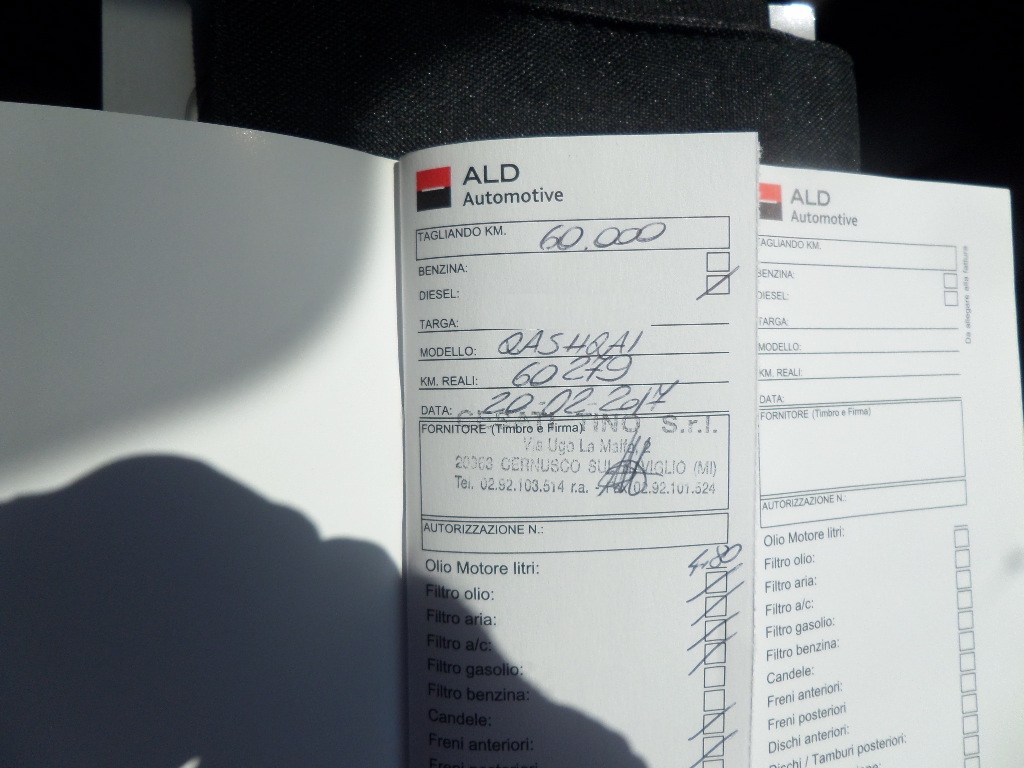 ALD
Automotive
TAGLIANDO KM. 60.000
BENZINA:
DIESEL:
TARGA:
MODELLO: QASHQAI
KM. REALI: 60279
DATA: 20-02-2017
TINO S.r.l.
FORNITORE (Timbro e Firma)
Via Ugo La Malfa, 2
20063 CERNUSCO SUL NAVIGLIO (MI)
Tel. 02.92.103.514 r.a. - Fax 02.92.101.524
AUTORIZZAZIONE N.:
Olio Motore litri: 4.80
Filtro olio:
Filtro aria:
Filtro a/c:
Filtro gasolio:
Filtro benzina:
Candele:
Freni anteriori:
Freni posteriori
ALD
Automotive
TAGLIANDO KM.
BENZINA:
DIESEL:
TARGA:
MODELLO:
KM. REALI:
DATA:
FORNITORE (Timbro e Firma)
AUTORIZZAZIONE N.:
Olio Motore litri:
Filtro olio:
Filtro aria:
Filtro a/c:
Filtro gasolio:
Filtro benzina:
Candele:
Freni anteriori:
Freni posteriori
Dischi anteriori:
Dischi / Tamburi posteriori:
Da allegare alla fattura